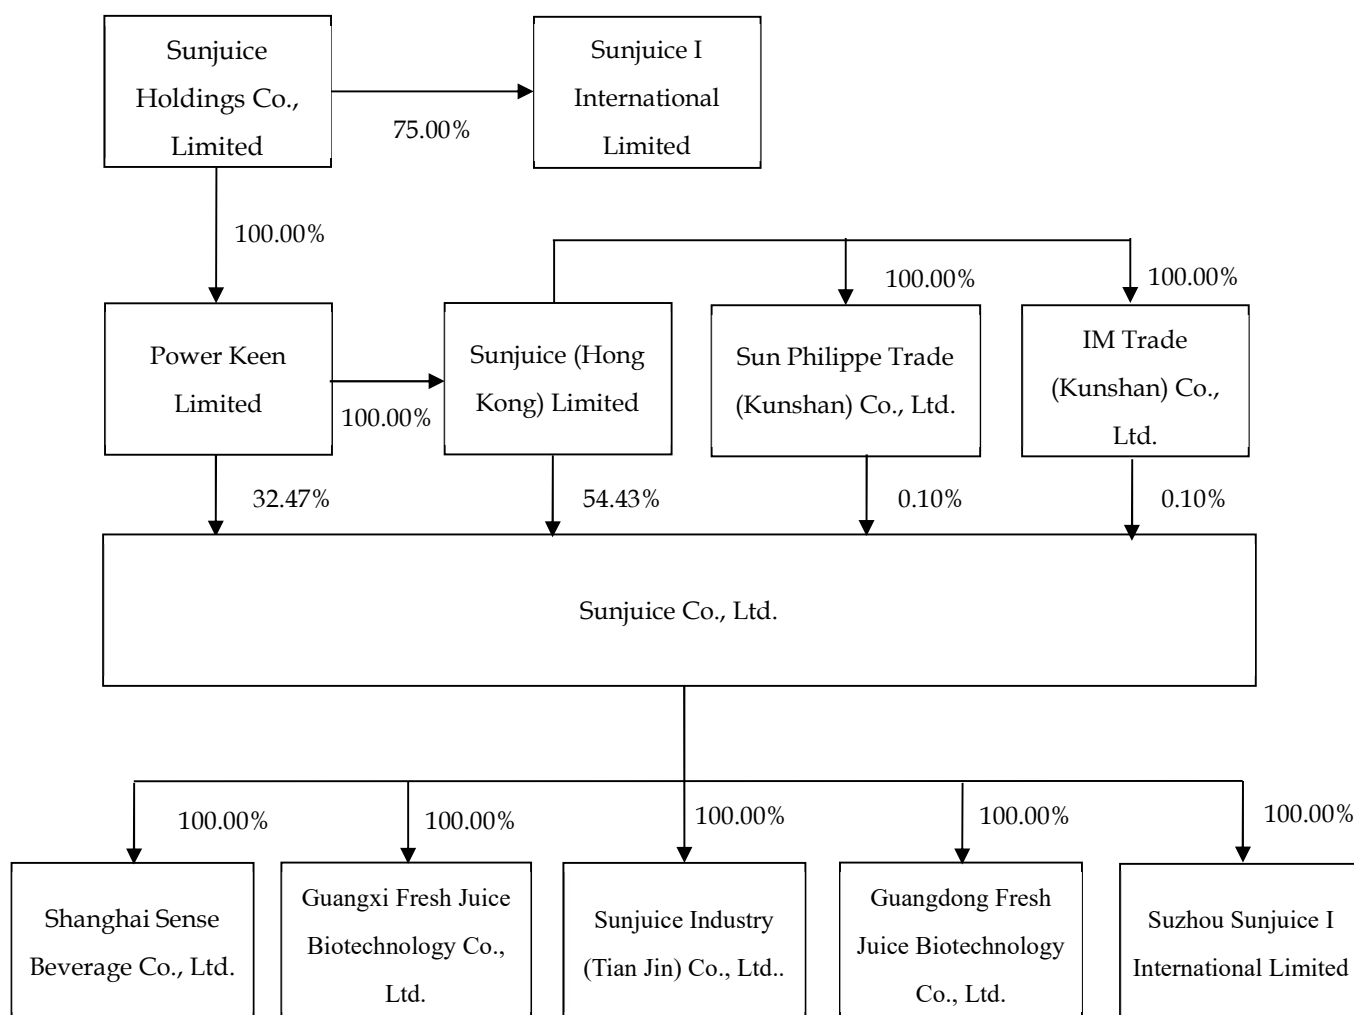 Sunjuice
Holdings Co.,
Limited
Sunjuice I
International
Limited
75.00%
100.00%
100.00%
100.00%
Power Keen
Limited
100.00%
Sunjuice (Hong
Kong) Limited
Sun Philippe Trade
(Kunshan) Co., Ltd.
IM Trade
(Kunshan) Co.,
Ltd.
32.47%
54.43%
0.10%
0.10%
Sunjuice Co., Ltd.
100.00%
100.00%
100.00%
100.00%
100.00%
Shanghai Sense
Beverage Co., Ltd.
Guangxi Fresh Juice
Biotechnology Co.,
Ltd.
Sunjuice Industry
(Tian Jin) Co., Ltd..
Guangdong Fresh
Juice Biotechnology
Co., Ltd.
Suzhou Sunjuice I
International Limited